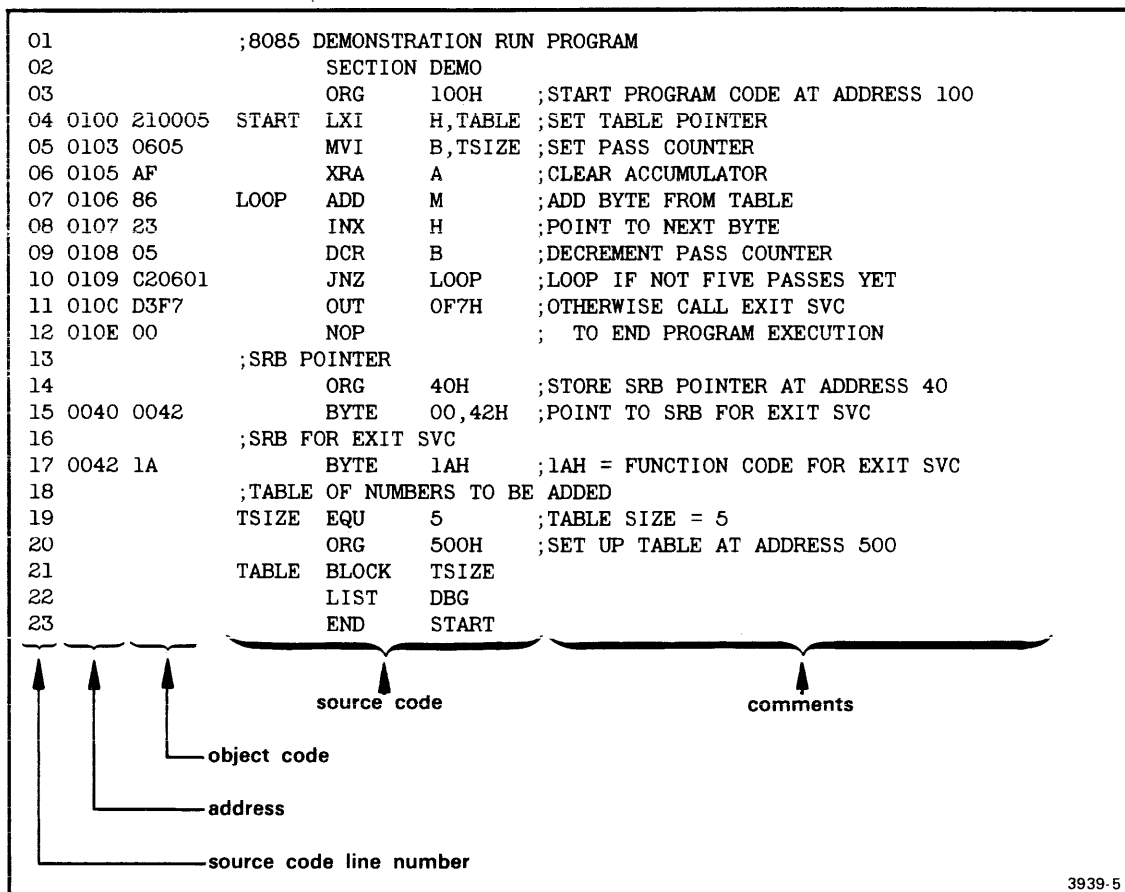 01 ;8085 DEMONSTRATION RUN PROGRAM
02 SECTION DEMO
03 ORG 100H ;START PROGRAM CODE AT ADDRESS 100
04 0100 210005 START LXI H,TABLE ;SET TABLE POINTER
05 0103 0605 MVI B,TSIZE ;SET PASS COUNTER
06 0105 AF XRA A ;CLEAR ACCUMULATOR
07 0106 86 LOOP ADD M ;ADD BYTE FROM TABLE
08 0107 23 INX H ;POINT TO NEXT BYTE
09 0108 05 DCR B ;DECREMENT PASS COUNTER
10 0109 C20601 JNZ LOOP ;LOOP IF NOT FIVE PASSES YET
11 010C D3F7 OUT 0F7H ;OTHERWISE CALL EXIT SVC
12 010E 00 NOP ; TO END PROGRAM EXECUTION
13 ;SRB POINTER
14 ORG 40H ;STORE SRB POINTER AT ADDRESS 40
15 0040 0042 BYTE 00,42H ;POINT TO SRB FOR EXIT SVC
16 ;SRB FOR EXIT SVC
17 0042 1A BYTE 1AH ;1AH = FUNCTION CODE FOR EXIT SVC
18 ;TABLE OF NUMBERS TO BE ADDED
19 TSIZE EQU 5 ;TABLE SIZE = 5
20 ORG 500H ;SET UP TABLE AT ADDRESS 500
21 TABLE BLOCK TSIZE
22 LIST DBG
23 END START
source code comments
object code
address
source code line number
3939-5